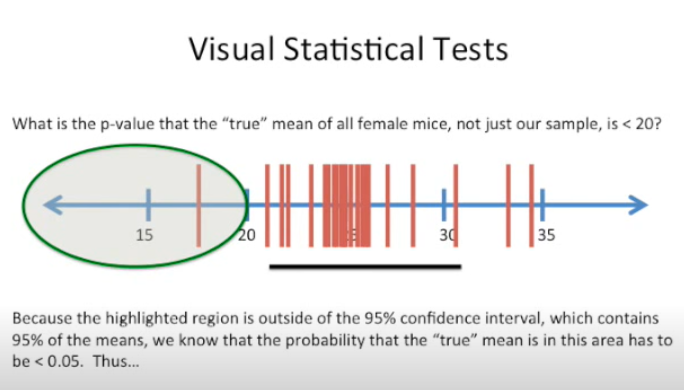 Visual Statistical Tests
What is the p-value that the “true” mean of all female mice, not just our sample, is < 20?
15
20
30
35
Because the highlighted region is outside of the 95% confidence interval, which contains
95% of the means, we know that the probability that the “true” mean is in this area has to
be < 0.05.  Thus…